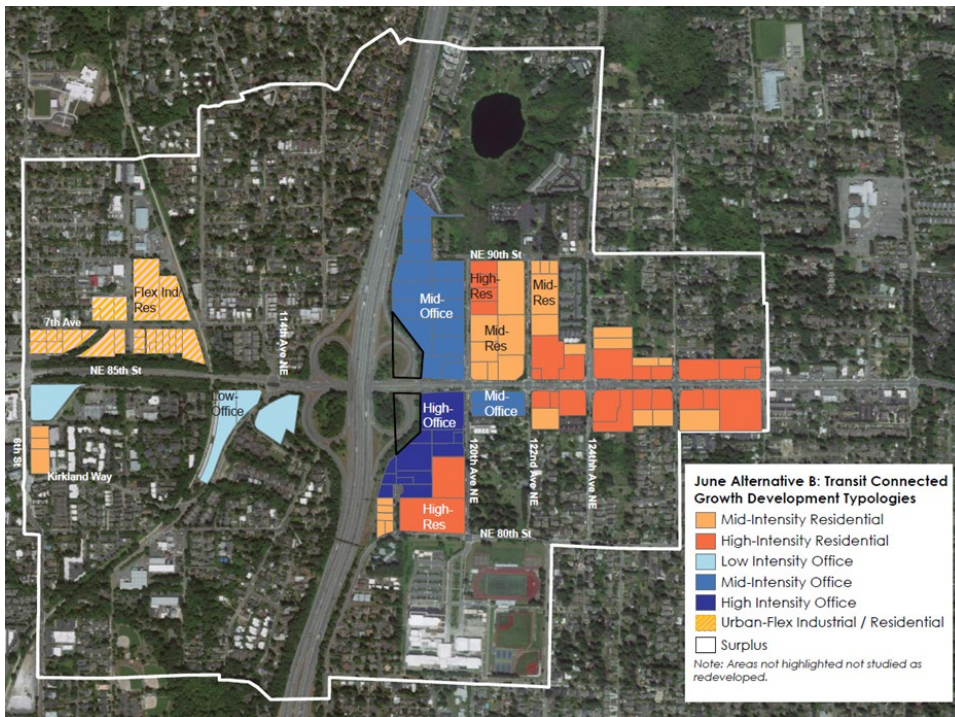 NE 90th St
High-
Res
Mid-
Res
Flex Ind/
Res
Mid-
Office
7th Ave
114th Ave NE
Mid-
Res
NE 85th St
Low-
Office
High-
Office
Mid-
Office
6th St
Kirkland Way
120th Ave NE
122nd Ave NE
124thh Ave NE
High-
Res
NE 80th St
June Alternative B: Transit Connected
Growth Development Typologies
Mid-Intensity Residential
High-Intensity Residential
Low Intensity Office
Mid-Intensity Office
High Intensity Office
Urban-Flex Industrial / Residential
Surplus
Note: Areas not highlighted not studied as
redeveloped.